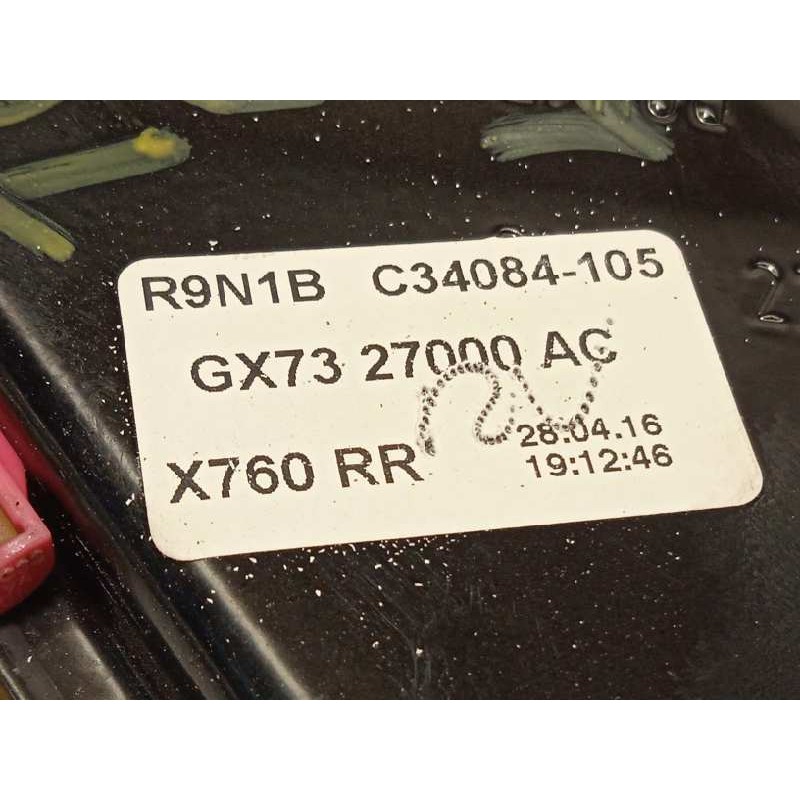 R9N1B C34084-105
GX73 27000 AC
X760 RR
28.04.16
19:12:46